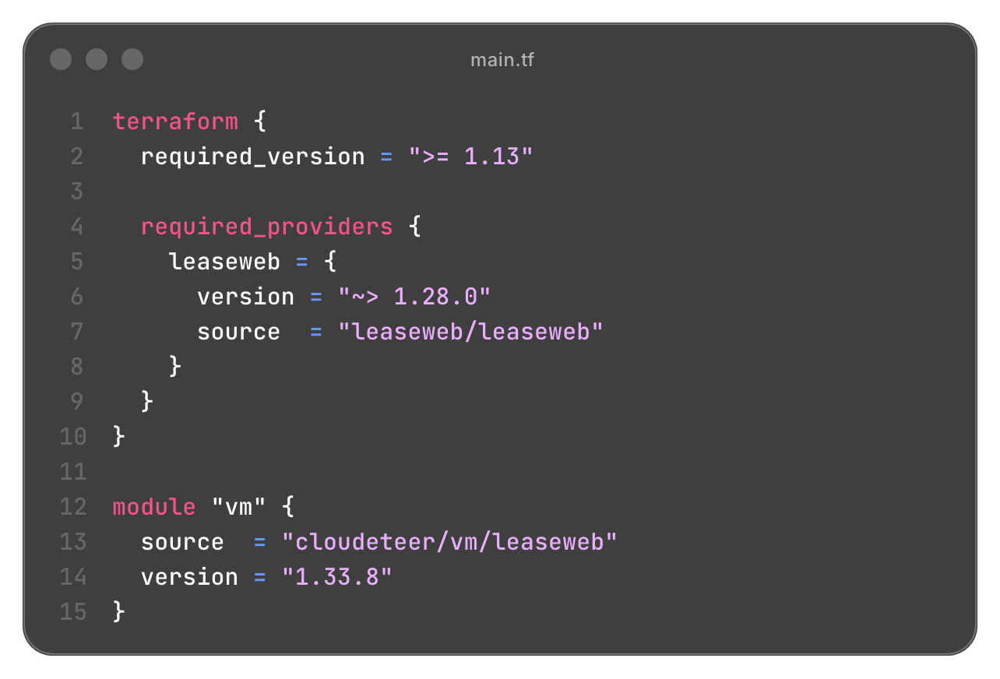 main.tf
1 terraform {
2   required_version = ">= 1.13"
3
4   required_providers {
5     leaseweb = {
6       version = "~> 1.28.0"
7       source  = "leaseweb/leaseweb"
8     }
9   }
10 }
11
12 module "vm" {
13   source  = "cloudeteer/vm/leaseweb"
14   version = "1.33.8"
15 }